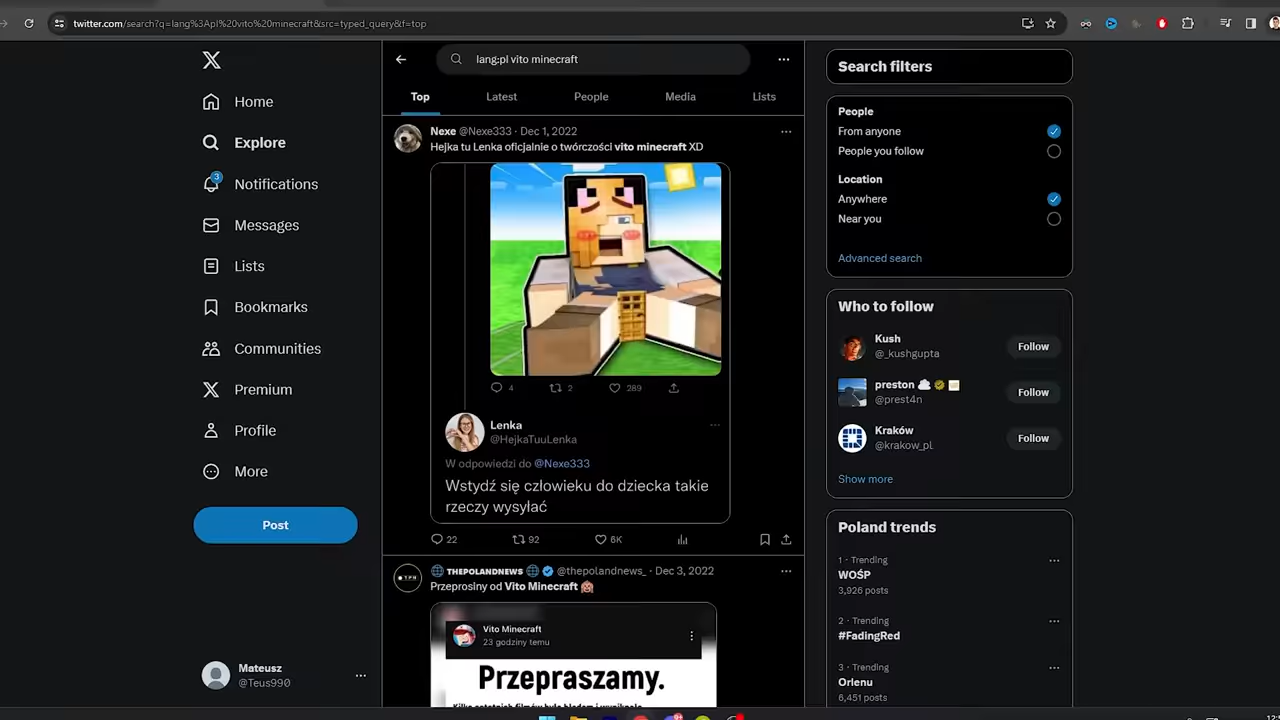 twitter.com/search?q=lang%3Apl%20vito%20minecraft&src=typed_query&f=top
Home
Explore
3
Notifications
Messages
Lists
Bookmarks
Communities
Premium
Profile
More
Post
Mateusz
@Teus990
lang:pl vito minecraft
Top
Latest
People
Media
Lists
Nexe @Nexe333 · Dec 1, 2022
Hejka tu Lenka oficjalnie o twórczości vito minecraft XD
4
2
289
Lenka
@HejkaTuuLenka
W odpowiedzi do @Nexe333
Wstydź się człowieku do dziecka takie
rzeczy wysyłać
22
92
6K
THEPOLANDNEWS @thepolandnews_ · Dec 3, 2022
Przeprosiny od Vito Minecraft
Vito Minecraft
23 godziny temu
Przepraszamy.
Search filters
People
From anyone
People you follow
Location
Anywhere
Near you
Advanced search
Who to follow
Kush
@_kushgupta
Follow
preston
@prest4n
Follow
Kraków
@krakow_pl
Follow
Show more
Poland trends
1 · Trending
WOŚP
3,926 posts
2 · Trending
#FadingRed
3 · Trending
Orlenu
6,451 posts